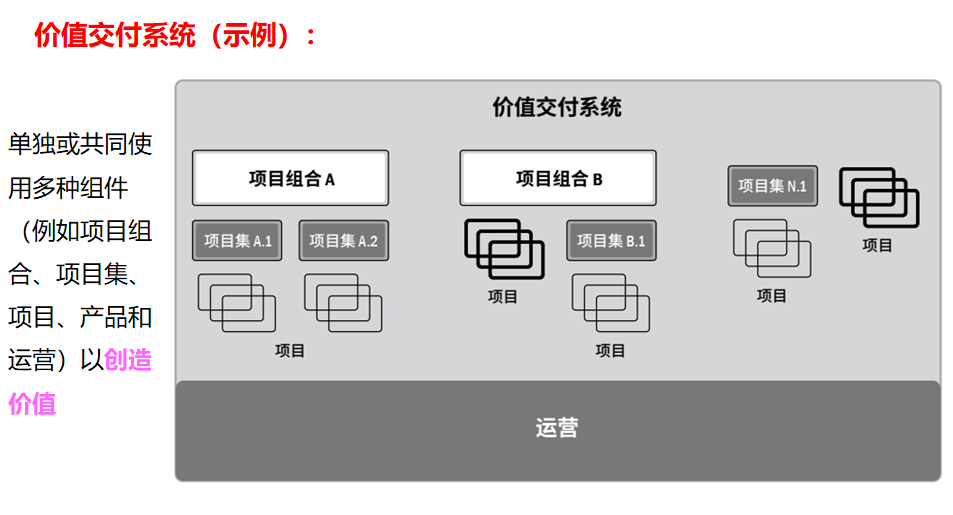 价值交付系统（示例）：
单独或共同使
用多种组件
（例如项目组
合、项目集、
项目、产品和
运营）以创造
价值
价值交付系统
项目组合 A
项目组合 B
项目集 N.1
项目
项目集 A.1
项目集 A.2
项目
项目集 B.1
项目
项目
项目
运营